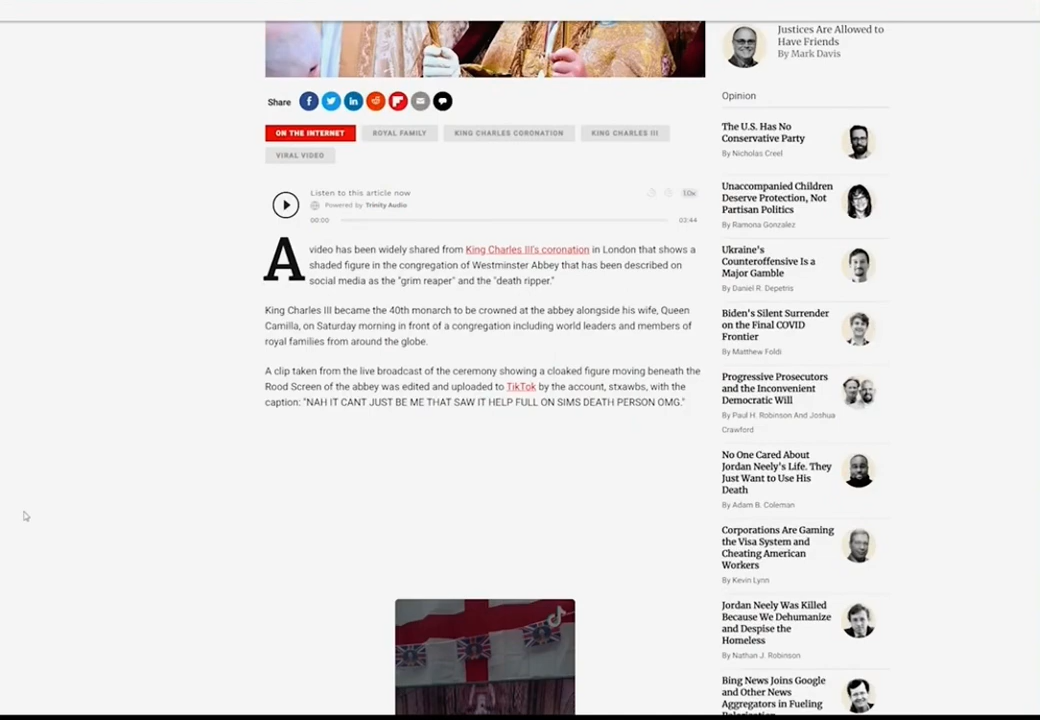 Justices Are Allowed to
Have Friends
By Mark Davis
Share
ON THE INTERNET
ROYAL FAMILY
KING CHARLES CORONATION
KING CHARLES III
VIRAL VIDEO
Listen to this article now
Powered by Trinity Audio
00:00
03:44
1.0x
A video has been widely shared from King Charles III's coronation in London that shows a
shaded figure in the congregation of Westminster Abbey that has been described on
social media as the "grim reaper" and the "death ripper."
King Charles III became the 40th monarch to be crowned at the abbey alongside his wife, Queen
Camilla, on Saturday morning in front of a congregation including world leaders and members of
royal families from around the globe.
A clip taken from the live broadcast of the ceremony showing a cloaked figure moving beneath the
Rood Screen of the abbey was edited and uploaded to TikTok by the account, stxawbs, with the
caption: "NAH IT CANT JUST BE ME THAT SAW IT HELP FULL ON SIMS DEATH PERSON OMG."
Opinion
The U.S. Has No
Conservative Party
By Nicholas Creel
Unaccompanied Children
Deserve Protection, Not
Partisan Politics
By Ramona Gonzalez
Ukraine's
Counteroffensive Is a
Major Gamble
By Daniel R. Depetris
Biden's Silent Surrender
on the Final COVID
Frontier
By Matthew Foldi
Progressive Prosecutors
and the Inconvenient
Democratic Will
By Paul H. Robinson And Joshua
Crawford
No One Cared About
Jordan Neely's Life. They
Just Want to Use His
Death
By Adam B. Coleman
Corporations Are Gaming
the Visa System and
Cheating American
Workers
By Kevin Lynn
Jordan Neely Was Killed
Because We Dehumanize
and Despise the
Homeless
By Nathan J. Robinson
Bing News Joins Google
and Other News
Aggregators in Fueling
Polarization